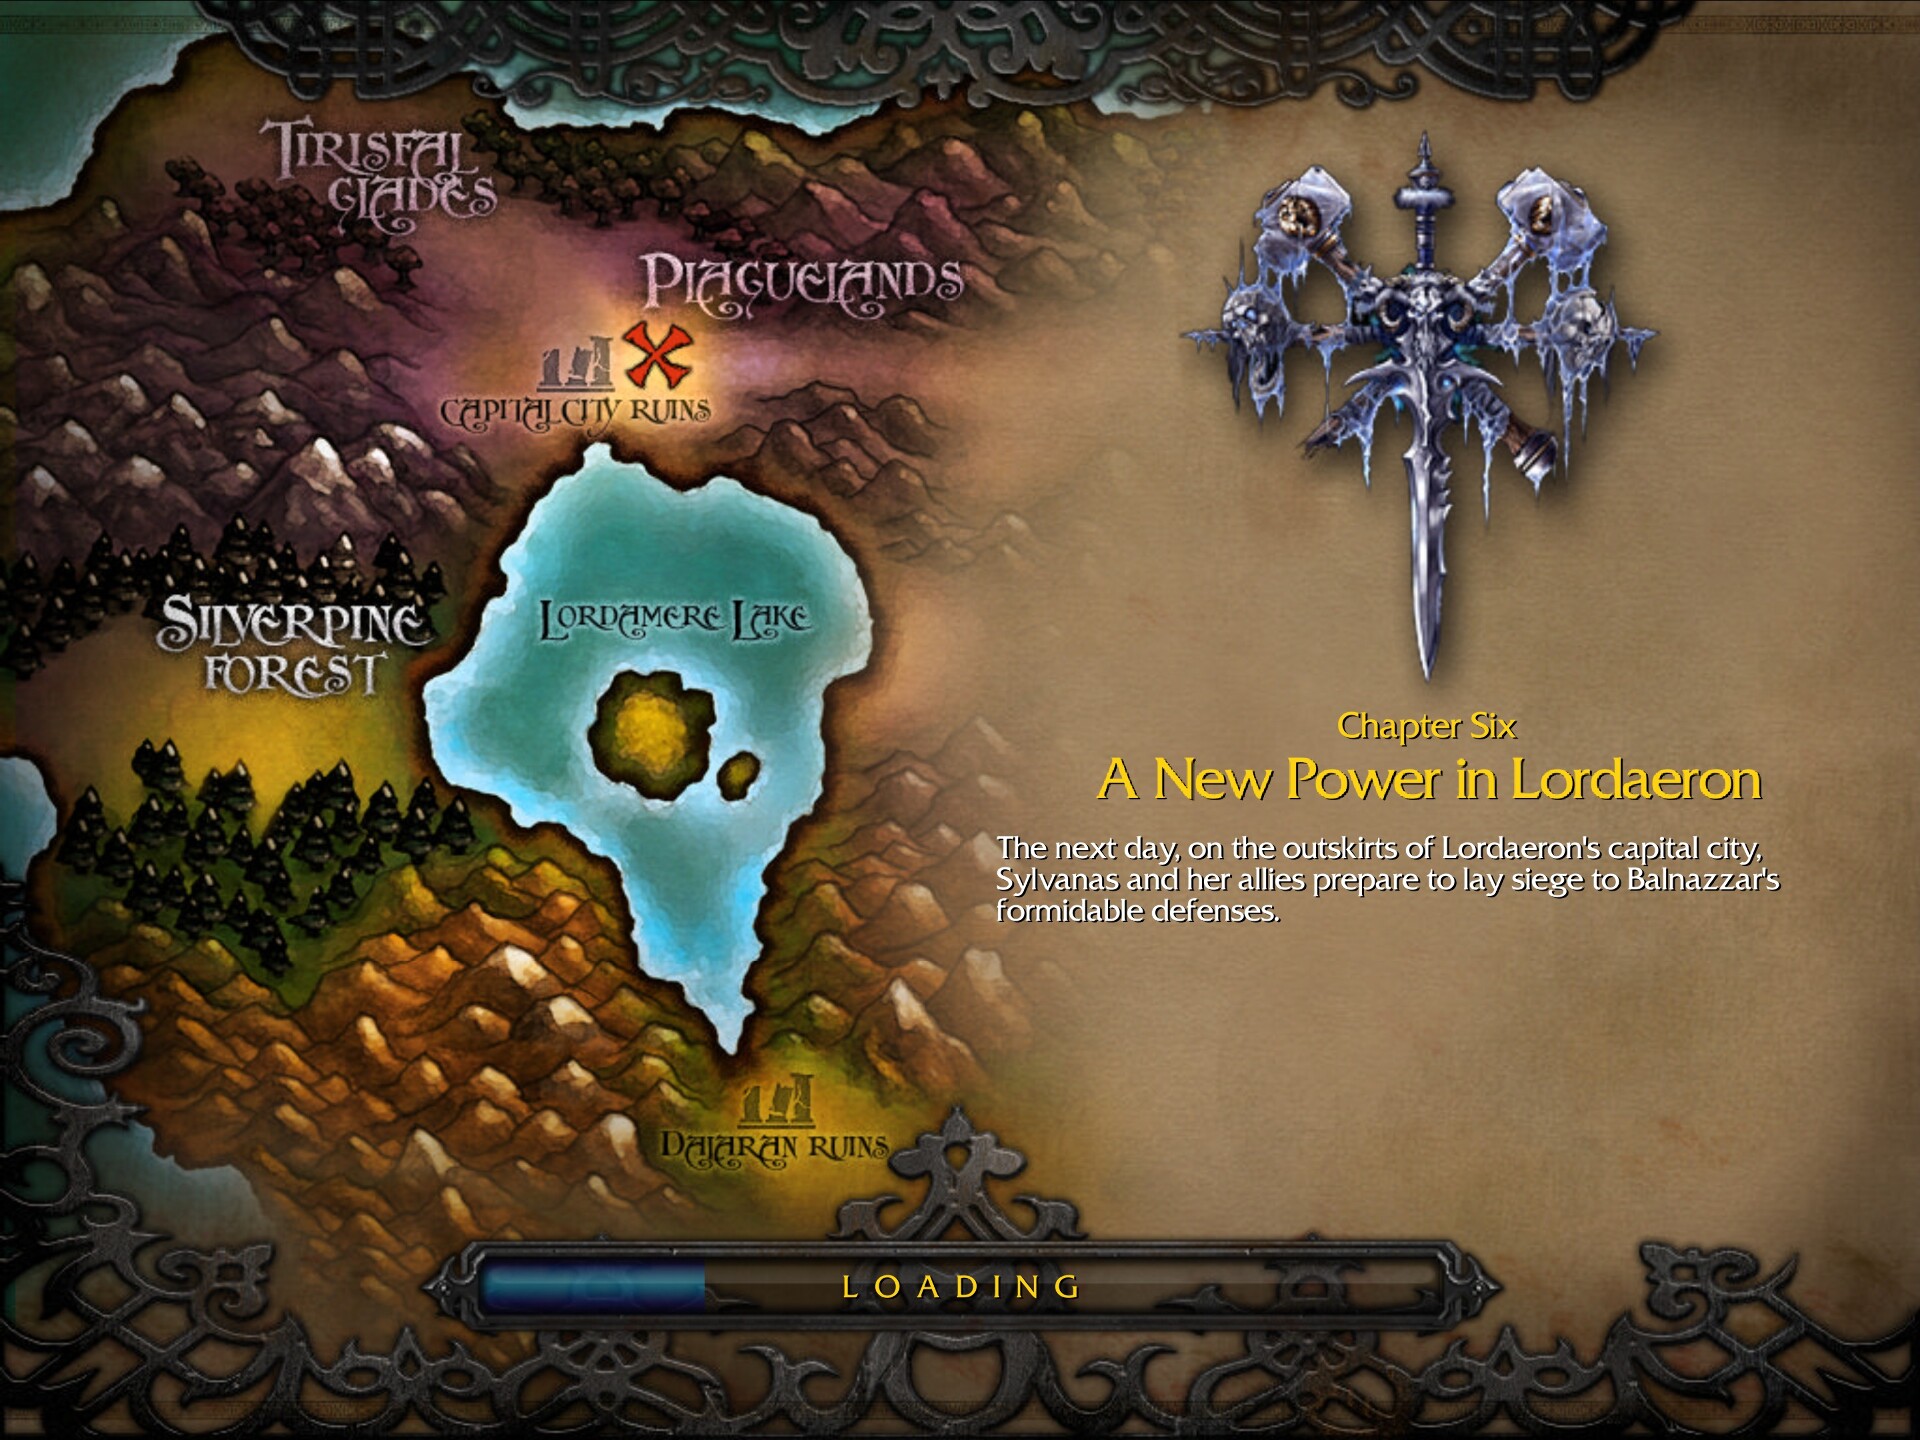 TIRISFAL
GLADES
PLAGUELANDS
CAPITAL CITY RUINS
SILVERPINE
FOREST
LORDAMERE LAKE
DALARAN RUINS
Chapter Six
A New Power in Lordaeron
The next day, on the outskirts of Lordaeron's capital city,
Sylvanas and her allies prepare to lay siege to Balnazzar's
formidable defenses.
LOADING